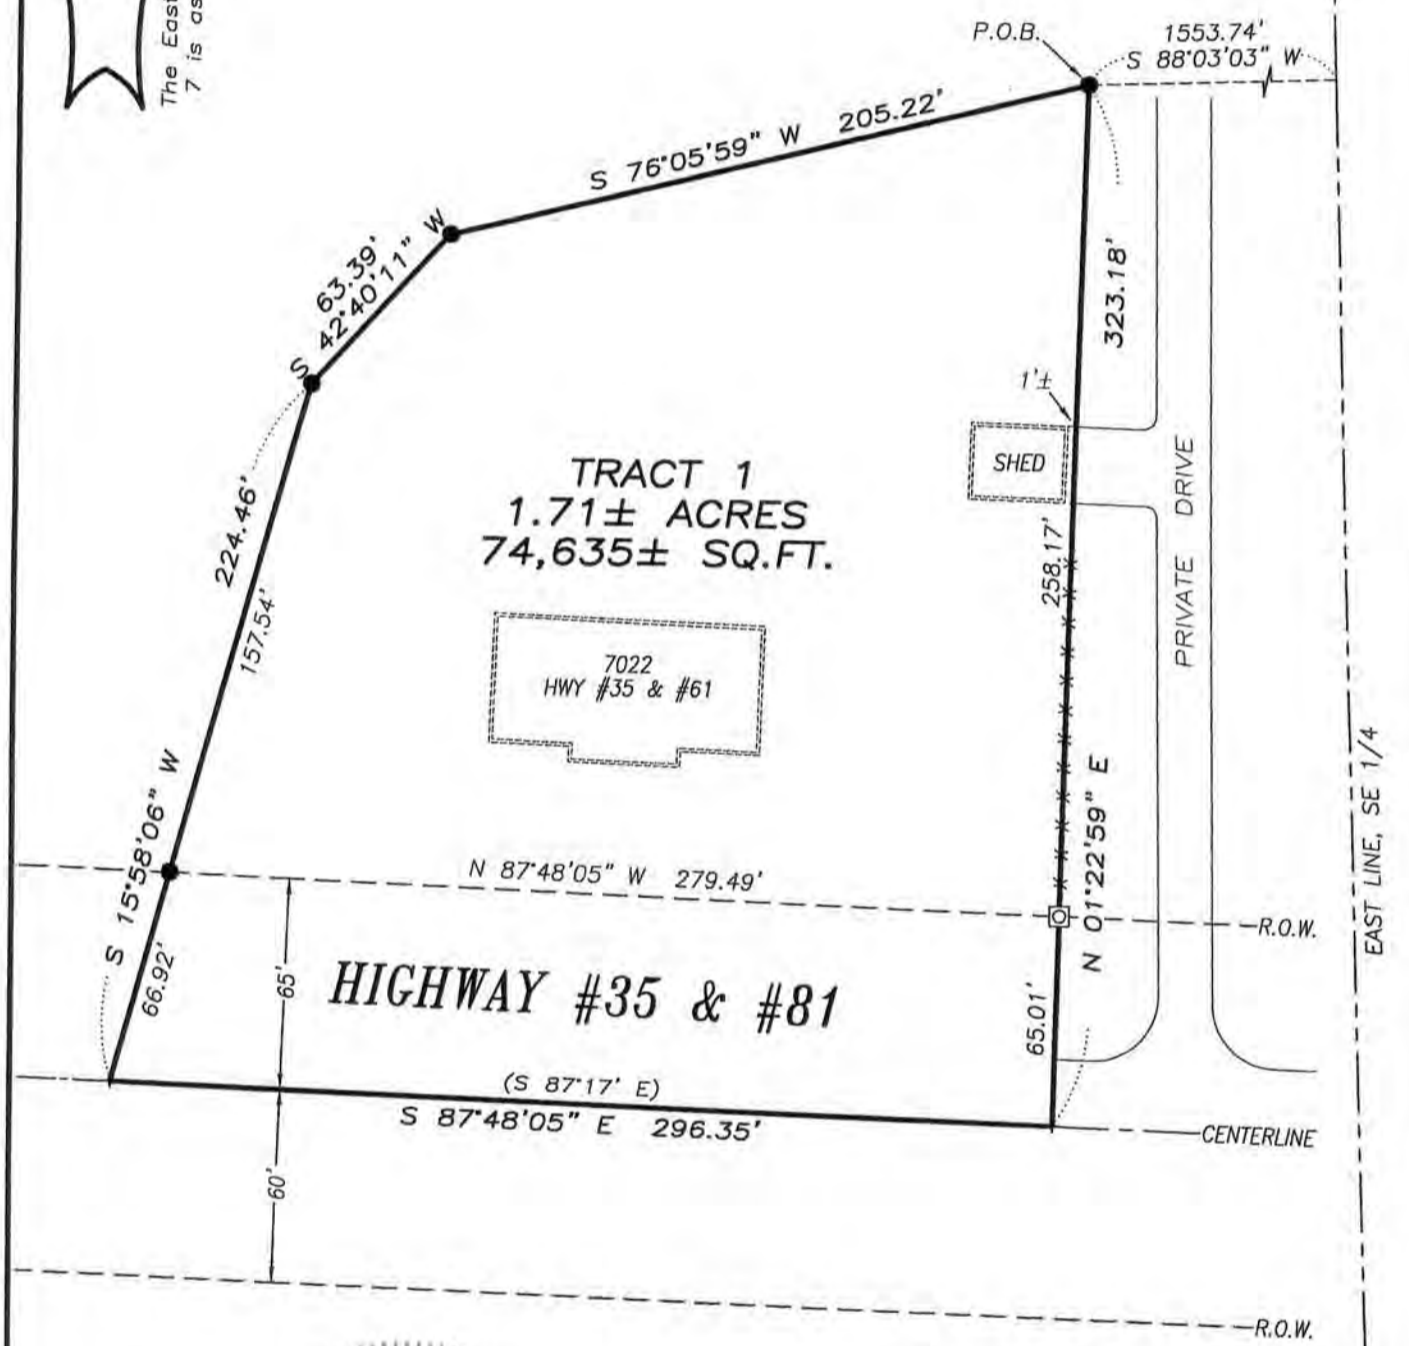 The East
7 is as
P.O.B.
1553.74'
S 88°03'03" W
S 76°05'59" W 205.22'
63.39'
S 42°40'11" W
323.18'
1'±
SHED
TRACT 1
1.71± ACRES
74,635± SQ.FT.
224.46'
157.54'
258.17'
PRIVATE DRIVE
7022
HWY #35 & #61
S 15°58'06" W
N 01°22'59" E
EAST LINE, SE 1/4
N 87°48'05" W 279.49'
R.O.W.
66.92'
65'
HIGHWAY #35 & #81
65.01'
(S 87°17' E)
S 87°48'05" E 296.35'
CENTERLINE
60'
R.O.W.